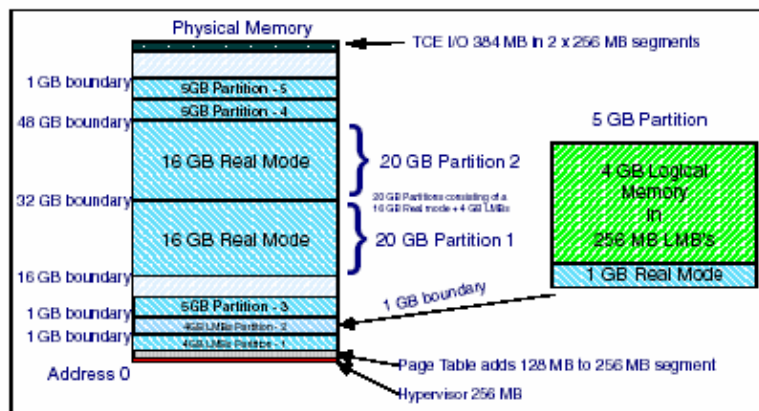 Physical Memory
TCE I/O 384 MB in 2 x 256 MB segments
1 GB boundary
5GB Partition - 5
5GB Partition - 4
48 GB boundary
5 GB Partition
16 GB Real Mode
20 GB Partition 2
4 GB Logical
Memory
in
256 MB LMB's
1 GB Real Mode
32 GB boundary
20 GB Partitions consisting of a
16 GB Real mode + 4 GB LMBs
16 GB Real Mode
20 GB Partition 1
16 GB boundary
1 GB boundary
5GB Partition - 3
1 GB boundary
4GB LMBs Partition - 2
1 GB boundary
4GB LMBs Partition - 1
Address 0
Page Table adds 128 MB to 256 MB segment
Hypervisor 256 MB